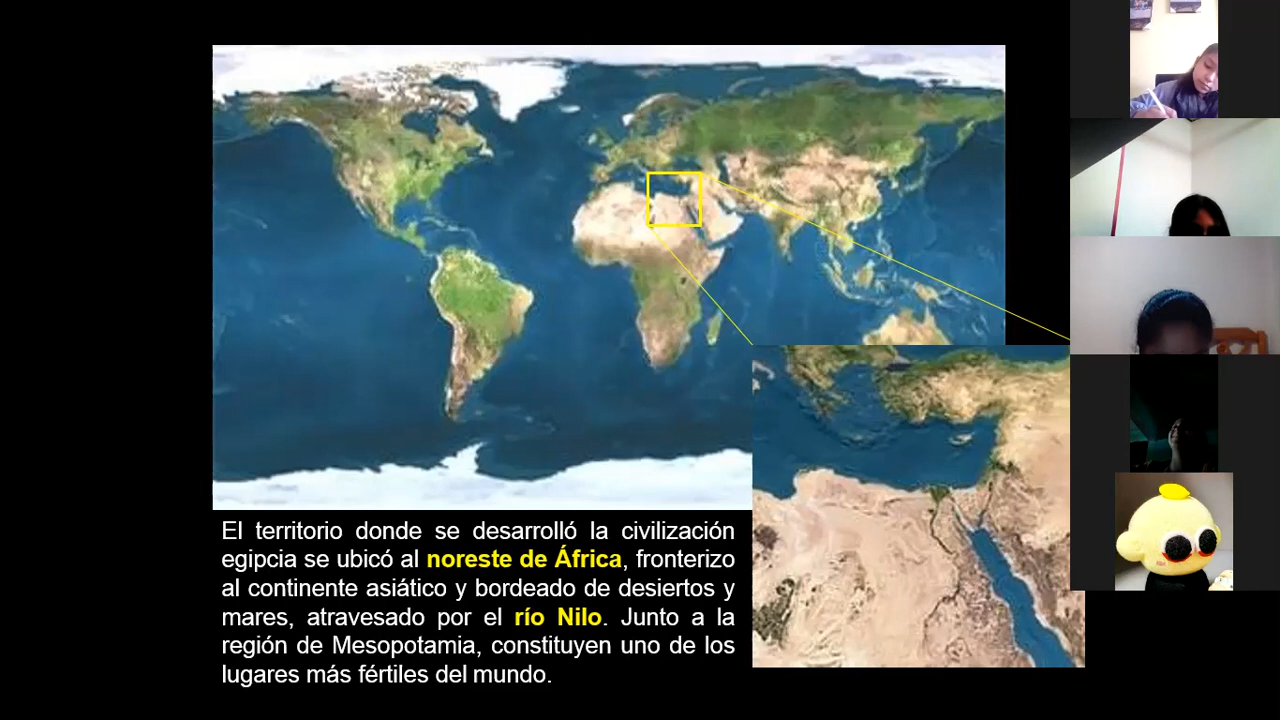 El territorio donde se desarrolló la civilización
egipcia se ubicó al noreste de África, fronterizo
al continente asiático y bordeado de desiertos y
mares, atravesado por el río Nilo. Junto a la
región de Mesopotamia, constituyen uno de los
lugares más fértiles del mundo.